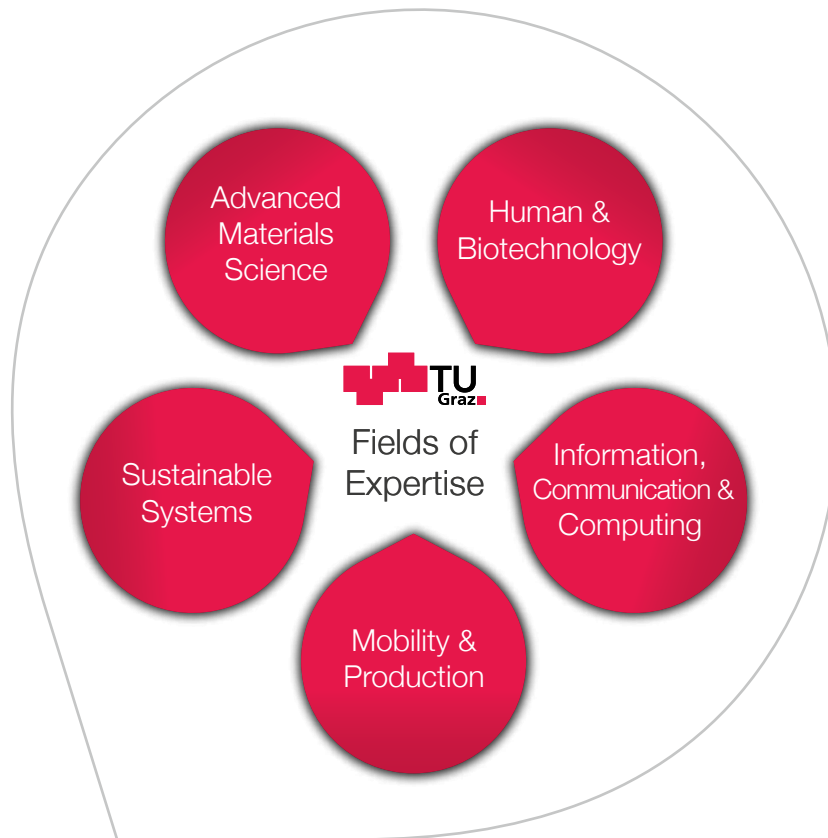 Advanced
Materials
Science
Human &
Biotechnology
TU
Graz
Fields of
Expertise
Sustainable
Systems
Information,
Communication &
Computing
Mobility &
Production